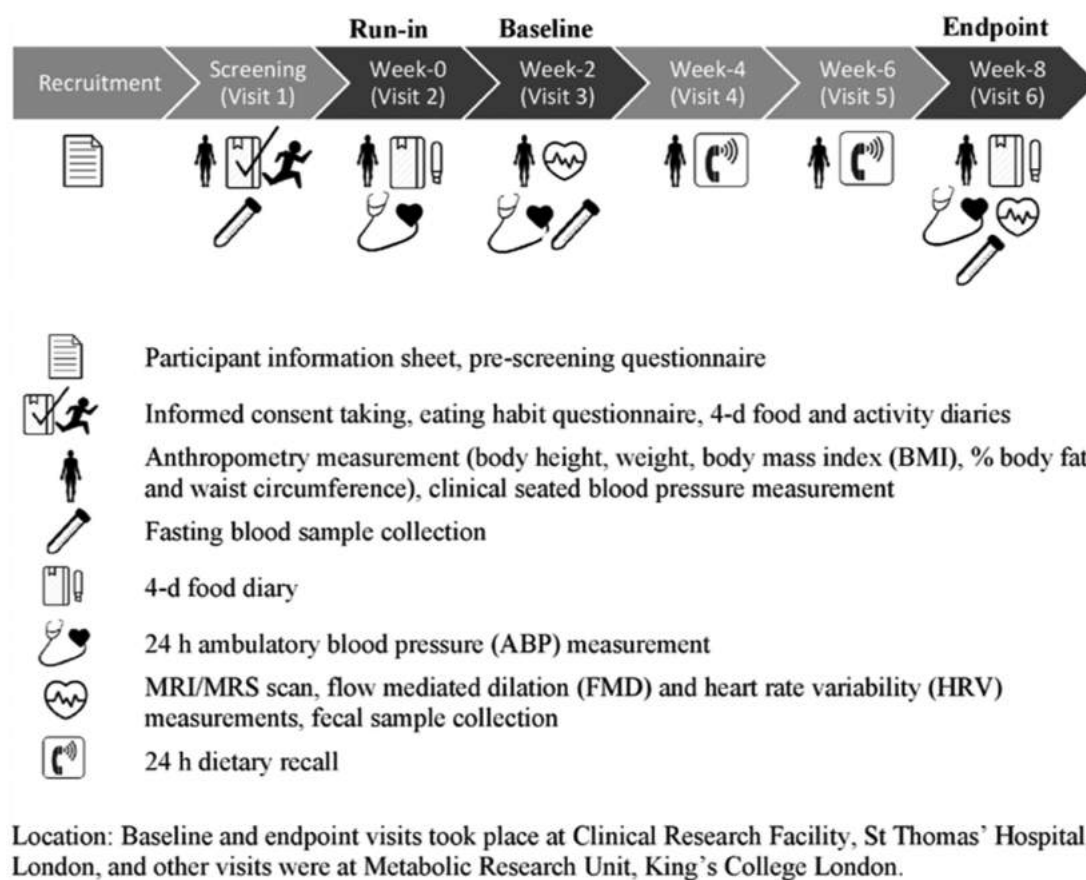 Run-in Baseline Endpoint
Recruitment Screening (Visit 1) Week-0 (Visit 2) Week-2 (Visit 3) Week-4 (Visit 4) Week-6 (Visit 5) Week-8 (Visit 6)
Participant information sheet, pre-screening questionnaire
Informed consent taking, eating habit questionnaire, 4-d food and activity diaries
Anthropometry measurement (body height, weight, body mass index (BMI), % body fat
and waist circumference), clinical seated blood pressure measurement
Fasting blood sample collection
4-d food diary
24 h ambulatory blood pressure (ABP) measurement
MRI/MRS scan, flow mediated dilation (FMD) and heart rate variability (HRV)
measurements, fecal sample collection
24 h dietary recall
Location: Baseline and endpoint visits took place at Clinical Research Facility, St Thomas' Hospital
London, and other visits were at Metabolic Research Unit, King's College London.